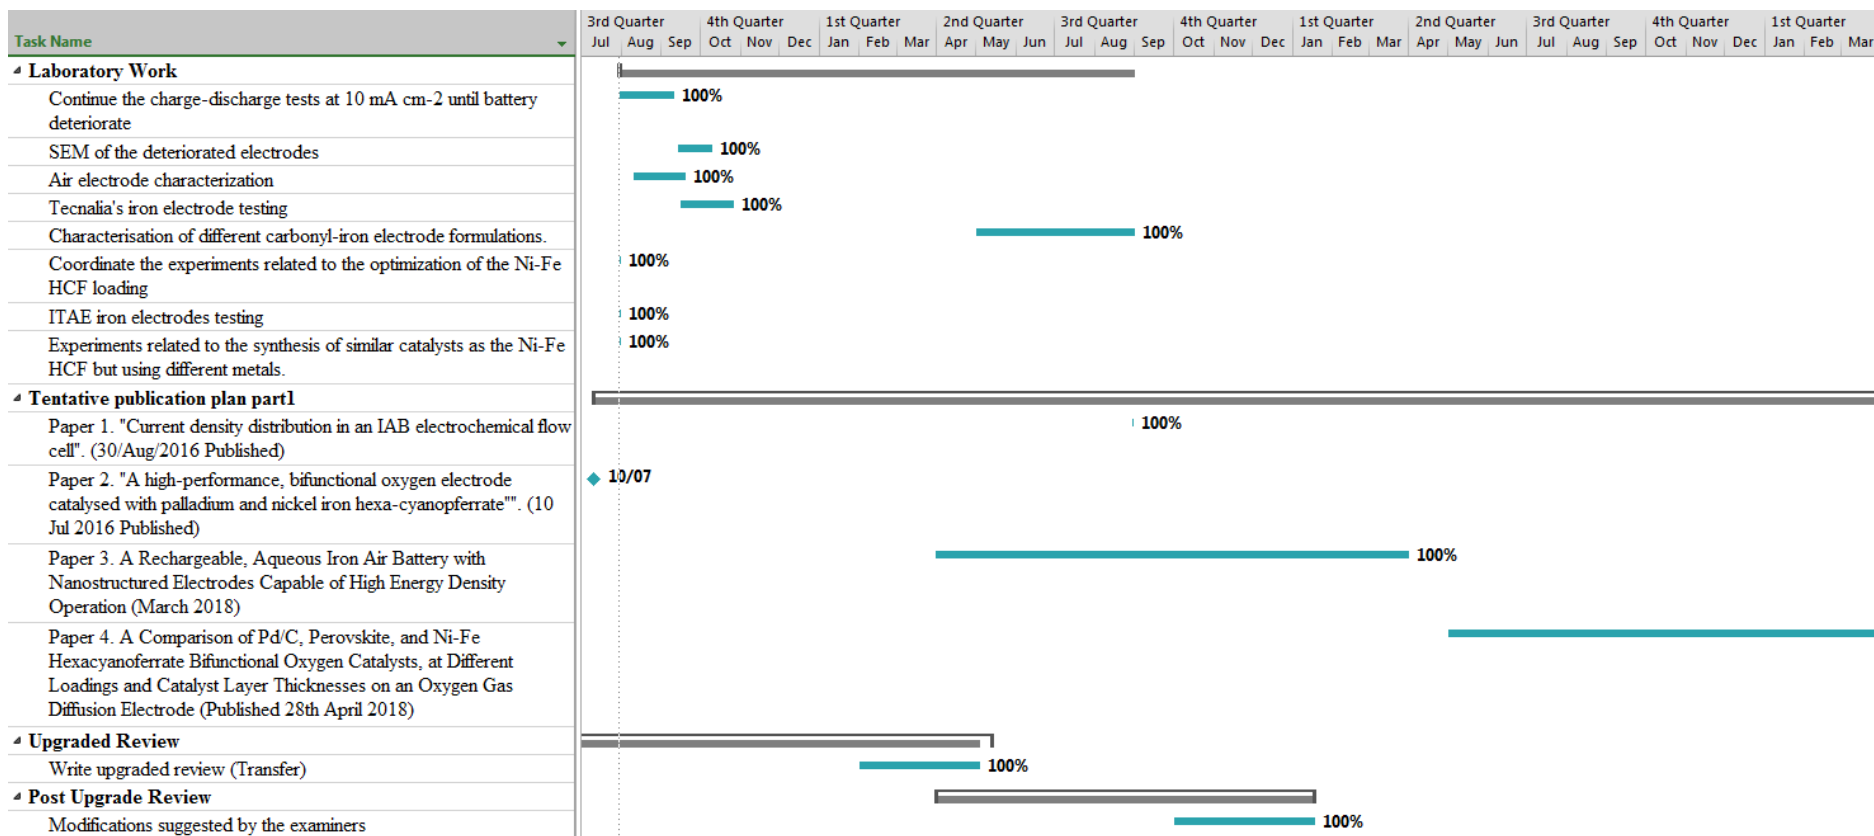 3rd Quarter 4th Quarter 1st Quarter 2nd Quarter 3rd Quarter 4th Quarter 1st Quarter 2nd Quarter 3rd Quarter 4th Quarter 1st Quarter
Task Name Jul Aug Sep Oct Nov Dec Jan Feb Mar Apr May Jun Jul Aug Sep Oct Nov Dec Jan Feb Mar Apr May Jun Jul Aug Sep Oct Nov Dec Jan Feb Mar
Laboratory Work
Continue the charge-discharge tests at 10 mA cm-2 until battery 100%
deteriorate
SEM of the deteriorated electrodes 100%
Air electrode characterization 100%
Tecnalia's iron electrode testing 100%
Characterisation of different carbonyl-iron electrode formulations. 100%
Coordinate the experiments related to the optimization of the Ni-Fe 100%
HCF loading
ITAE iron electrodes testing 100%
Experiments related to the synthesis of similar catalysts as the Ni-Fe 100%
HCF but using different metals.
Tentative publication plan part1
Paper 1. "Current density distribution in an IAB electrochemical flow 100%
cell". (30/Aug/2016 Published)
Paper 2. "A high-performance, bifunctional oxygen electrode 10/07
catalysed with palladium and nickel iron hexa-cyanopferrate"". (10
Jul 2016 Published)
Paper 3. A Rechargeable, Aqueous Iron Air Battery with 100%
Nanostructured Electrodes Capable of High Energy Density
Operation (March 2018)
Paper 4. A Comparison of Pd/C, Perovskite, and Ni-Fe
Hexacyanoferrate Bifunctional Oxygen Catalysts, at Different
Loadings and Catalyst Layer Thicknesses on an Oxygen Gas
Diffusion Electrode (Published 28th April 2018)
Upgraded Review
Write upgraded review (Transfer) 100%
Post Upgrade Review
Modifications suggested by the examiners 100%